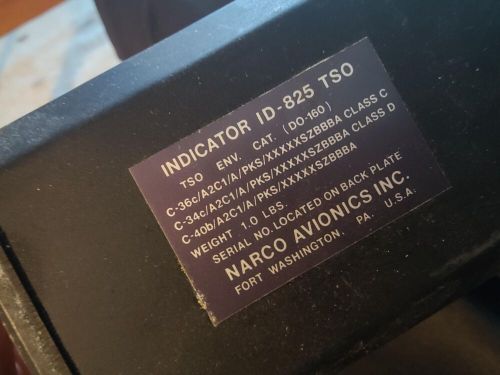 INDICATOR ID-825 TSO
TSO ENV. CAT. (DO-160)
C-36c/A2C1/A/PKS/XXXXXSZBBBA CLASS C
C-34c/A2C1/A/PKS/XXXXXSZBBBA CLASS D
C-40b/A2C1/A/PKS/XXXXXSZBBBA
WEIGHT 1.0 LBS.
SERIAL NO. LOCATED ON BACK PLATE
NARCO AVIONICS INC.
FORT WASHINGTON, PA. U.S.A.